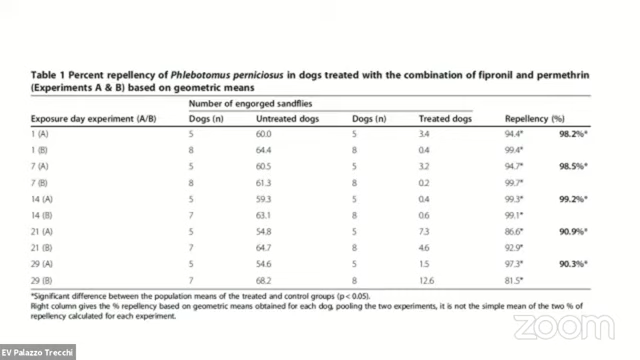 Table 1 Percent repellency of Phlebotomus perniciosus in dogs treated with the combination of fipronil and permethrin
(Experiments A & B) based on geometric means
Number of engorged sandflies
Exposure day experiment (A/B) Dogs (n) Untreated dogs Dogs (n) Treated dogs Repellency (%)
1 (A) 5 60.0 5 3.4 94.4* 98.2%*
1 (B) 8 64.4 8 0.4 99.4*
7 (A) 5 60.5 5 3.2 94.7* 98.5%*
7 (B) 8 61.3 8 0.2 99.7*
14 (A) 5 59.3 5 0.4 99.3* 99.2%*
14 (B) 7 63.1 8 0.6 99.1*
21 (A) 5 54.8 5 7.3 86.6* 90.9%*
21 (B) 7 64.7 8 4.6 92.9*
29 (A) 5 54.6 5 1.5 97.3* 90.3%*
29 (B) 7 68.2 8 12.6 81.5*
*Significant difference between the population means of the treated and control groups (p < 0.05).
Right column gives the % repellency based on geometric means obtained for each dog, pooling the two experiments, it is not the simple mean of the two % of
repellency calculated for each experiment.
zoom
EV Palazzo Trecchi